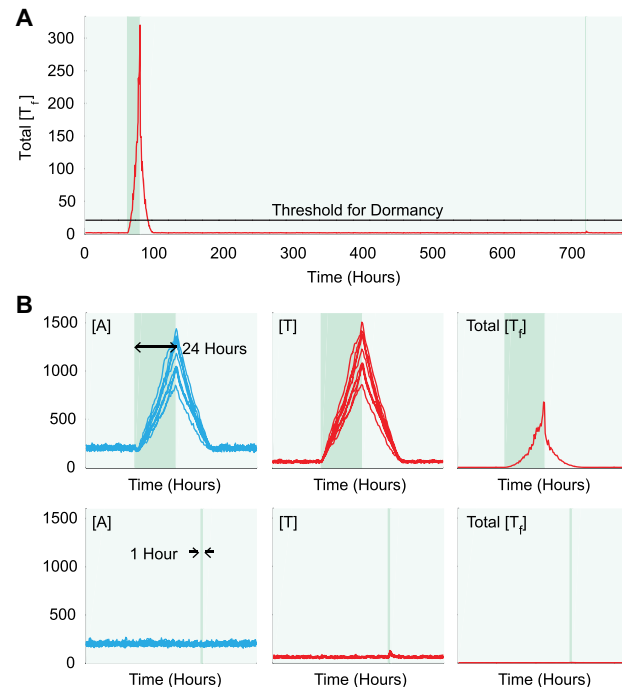 A
Total [Tf]
300
250
200
150
100
50
0
Threshold for Dormancy
0 100 200 300 400 500 600 700
Time (Hours)
B
1500
1000
500
0
[A]
24 Hours
[T]
Total [Tf]
Time (Hours) Time (Hours) Time (Hours)
1500
1000
500
0
[A]
1 Hour
[T]
Total [Tf]
Time (Hours) Time (Hours) Time (Hours)